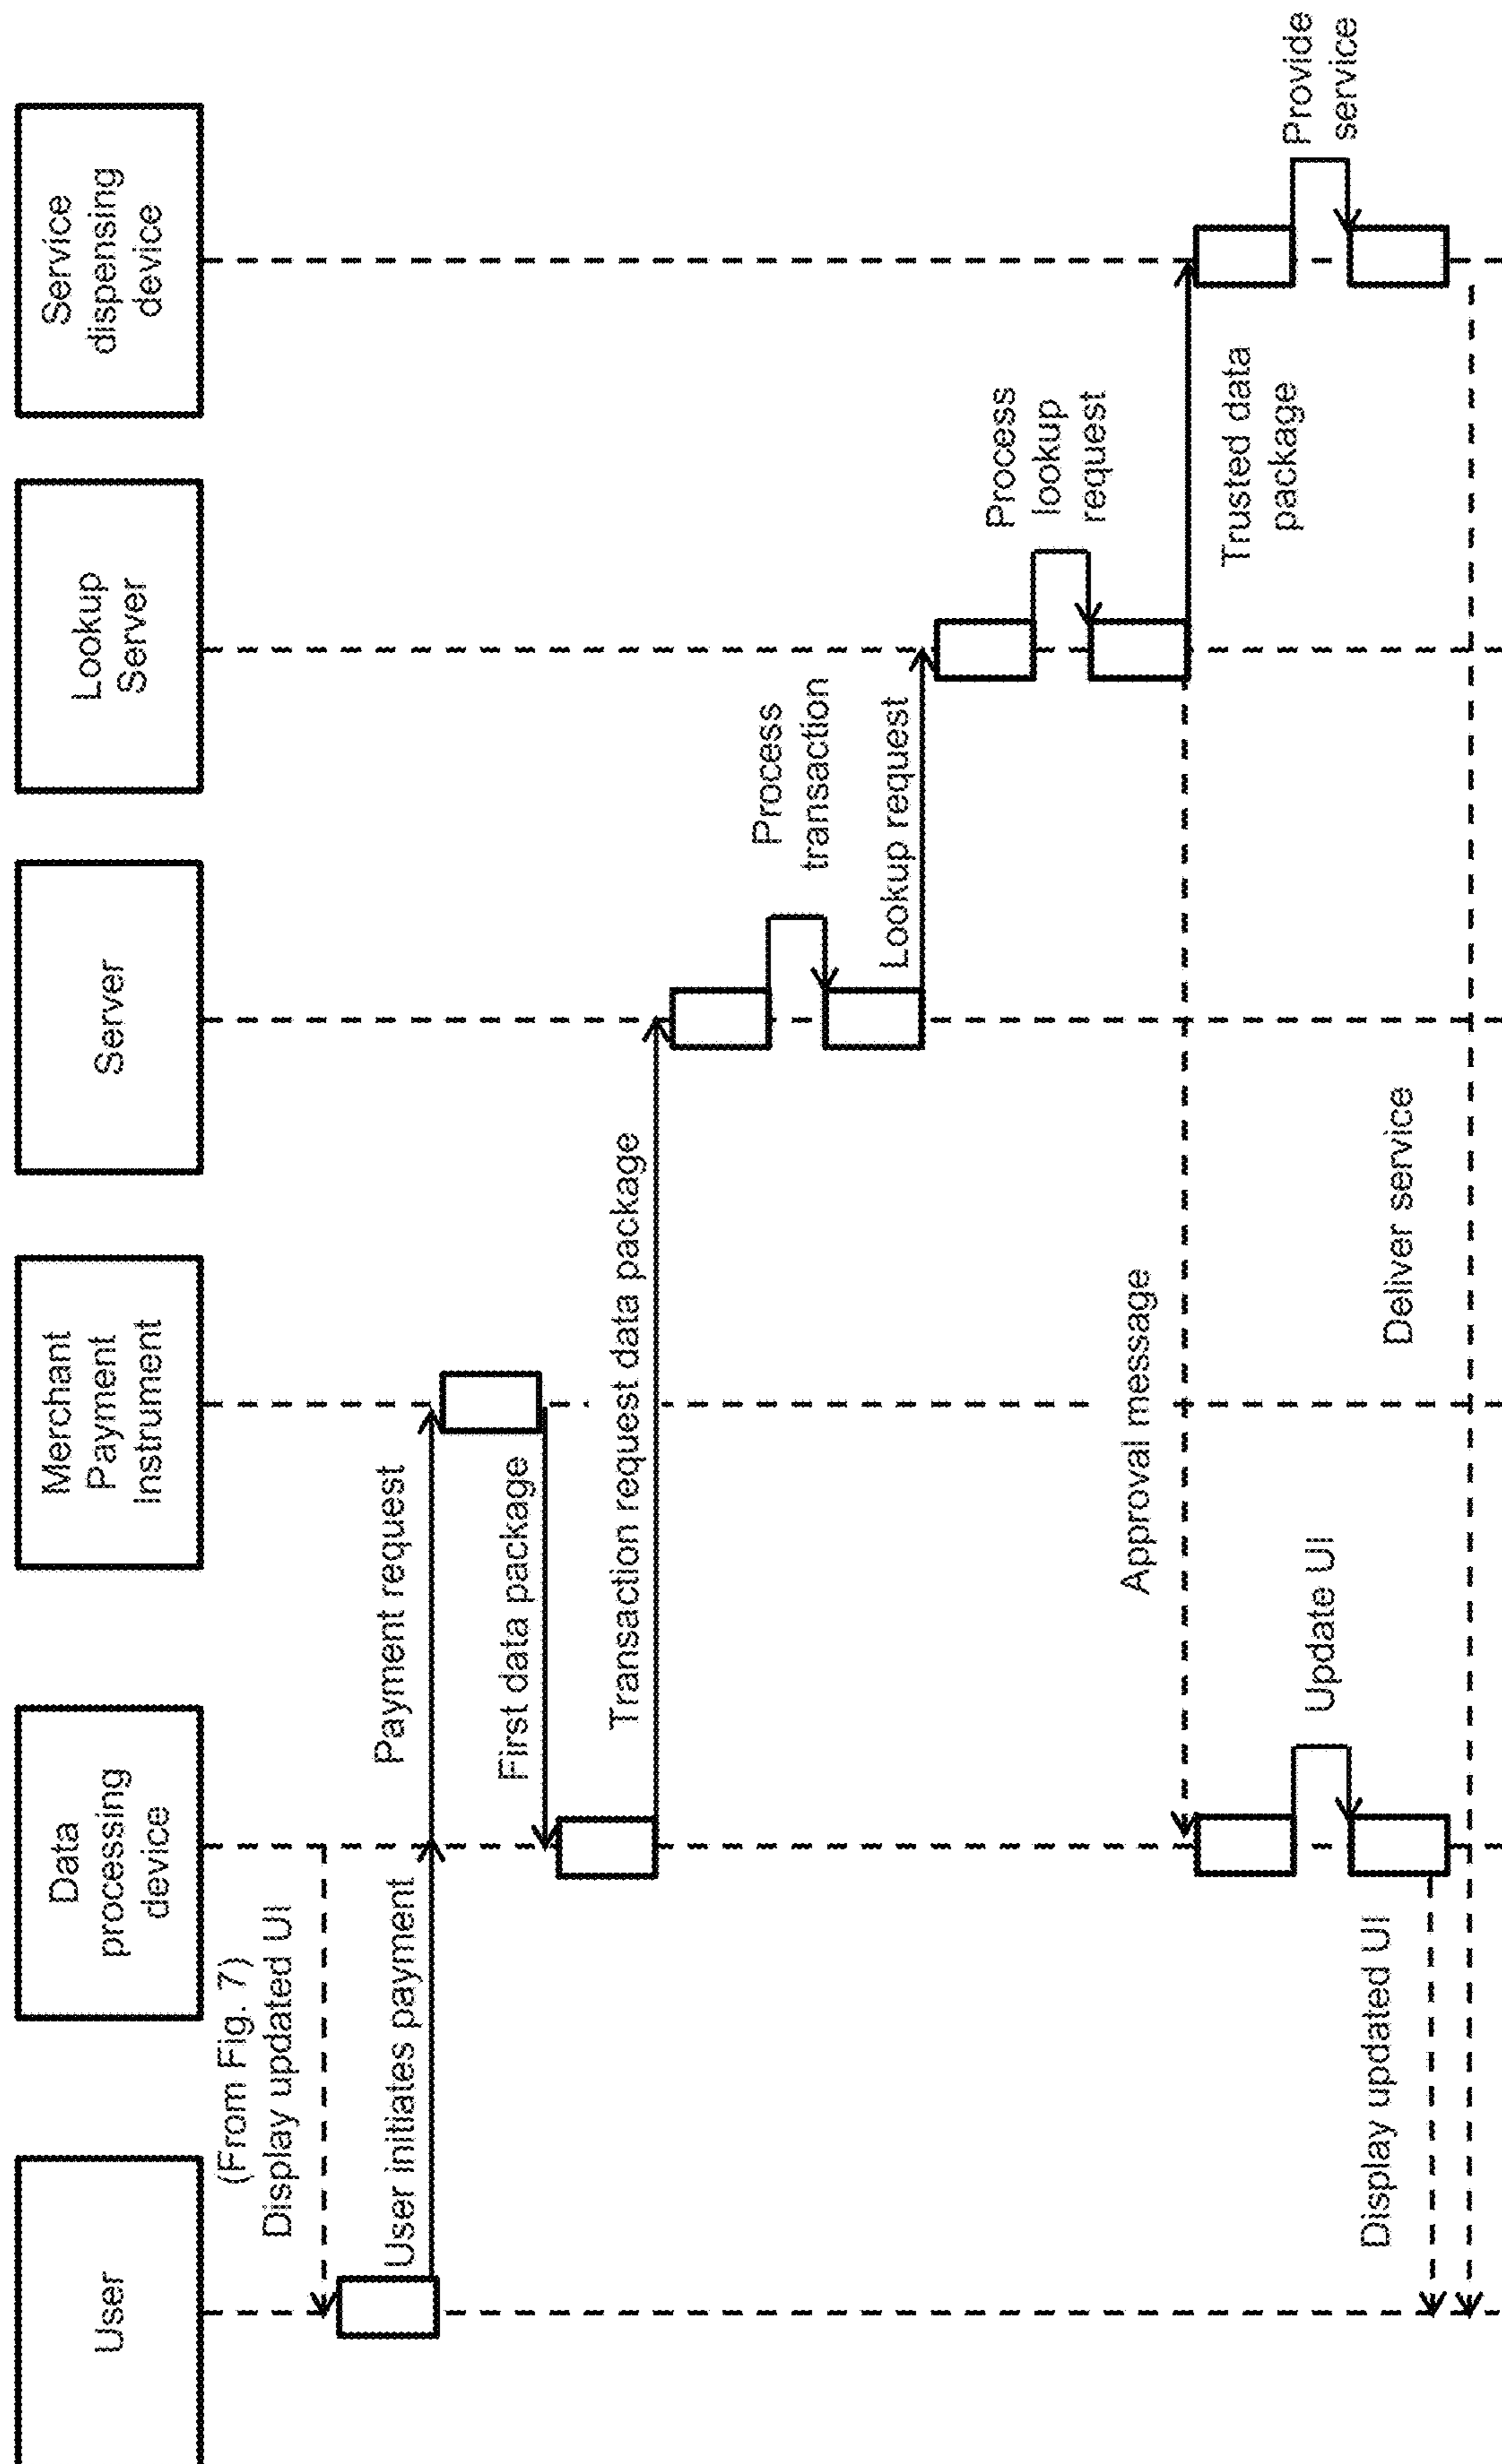 User
Data
processing
device
Merchant
Payment
Instrument
Server
Lookup
Server
Service
dispensing
device
(From Fig. 7)
Display updated UI
User initiates payment
Payment request
First data package
Transaction request data package
Process
transaction
Lookup request
Process
lookup
request
Approval message
Trusted data
package
Update UI
Provide
service
Display updated UI
Deliver service